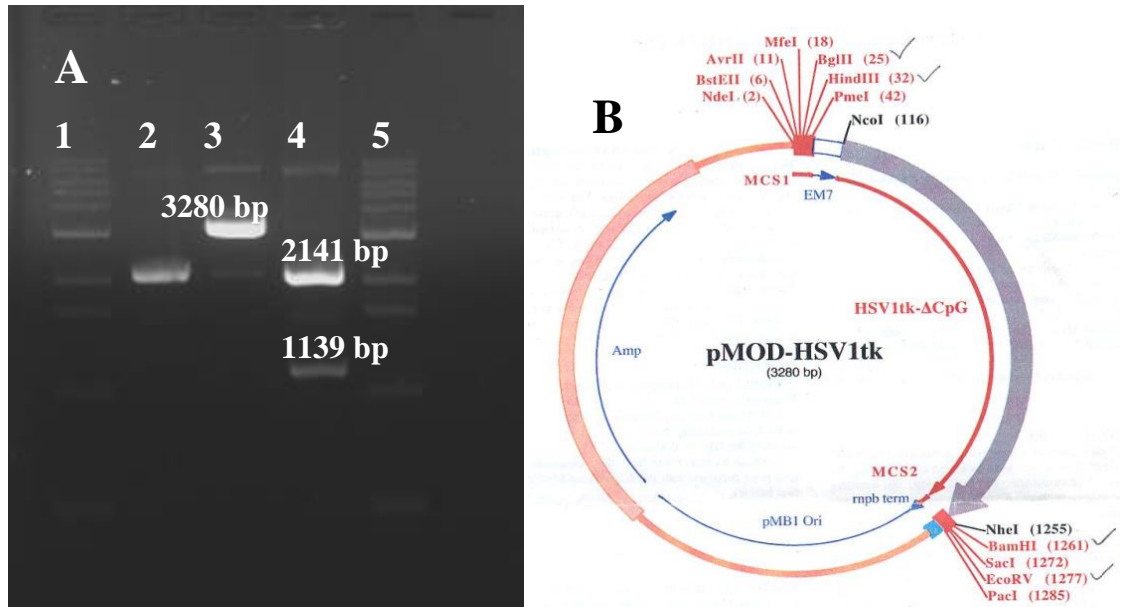 A
1 2 3 4 5
3280 bp
2141 bp
1139 bp
B
MfeI (18)
AvrII (11)
BglII (25)
BstEII (6)
HindIII (32)
NdeI (2)
PmeI (42)
NcoI (116)
MCS1
EM7
HSV1tk-ΔCpG
Amp
pMOD-HSV1tk
(3280 bp)
MCS2
rnpb term
pMB1 Ori
NheI (1255)
BamHI (1261)
SacI (1272)
EcoRV (1277)
PacI (1285)